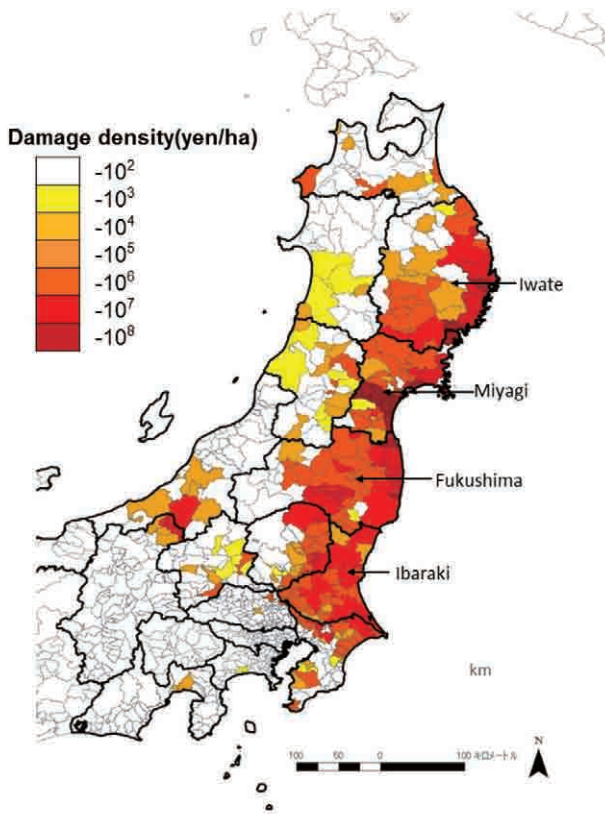 Damage density(yen/ha)
-10²
-10³
-10⁴
-10⁵
-10⁶
-10⁷
-10⁸
Iwate
Miyagi
Fukushima
Ibaraki
km
100 50 0 100 キロメートル
N